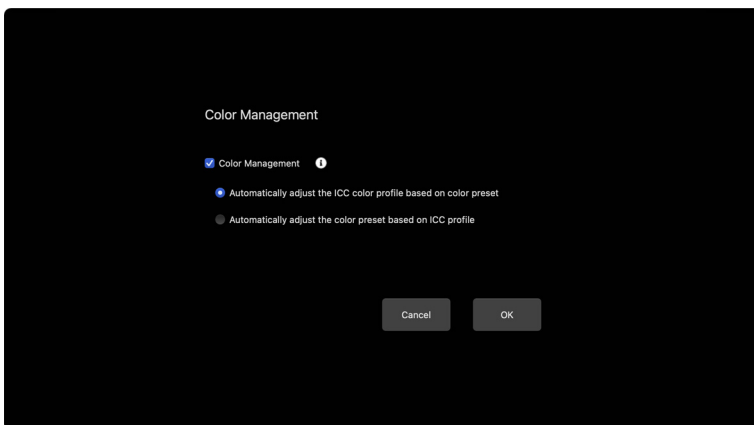 Color Management
Color Management
Automatically adjust the ICC color profile based on color preset
Automatically adjust the color preset based on ICC profile
Cancel
OK